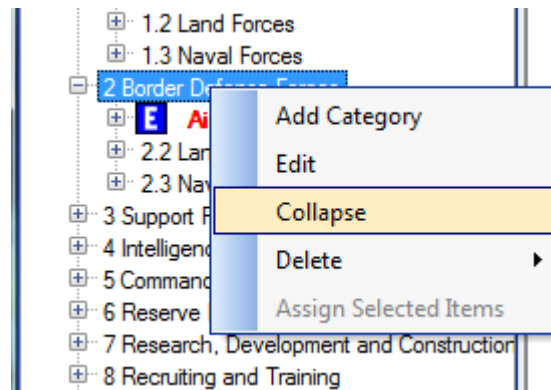 1.2 Land Forces
1.3 Naval Forces
2 Border Defense Forces
E Ai
2.2 Lan
2.3 Nav
3 Support F
4 Intelligenc
5 Comman
6 Reserve
7 Research, Development and Construction
8 Recruiting and Training
Add Category
Edit
Collapse
Delete
Assign Selected Items